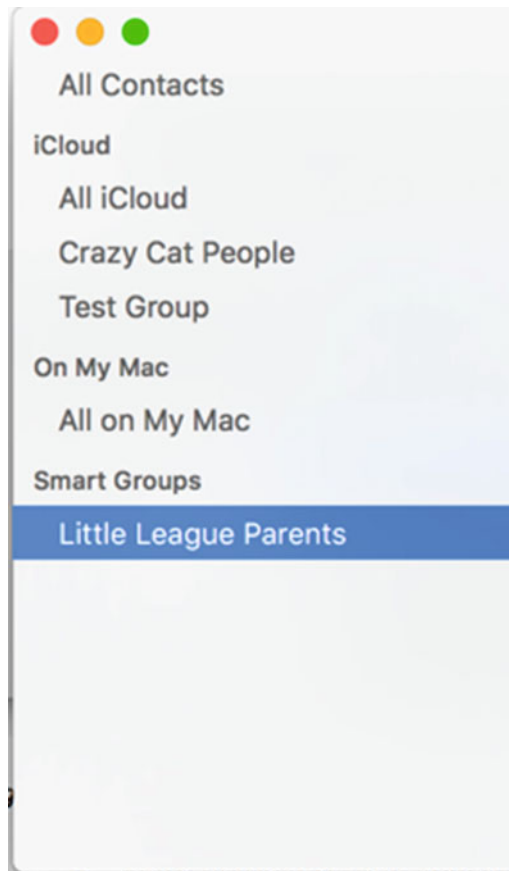 All Contacts
iCloud
All iCloud
Crazy Cat People
Test Group
On My Mac
All on My Mac
Smart Groups
Little League Parents